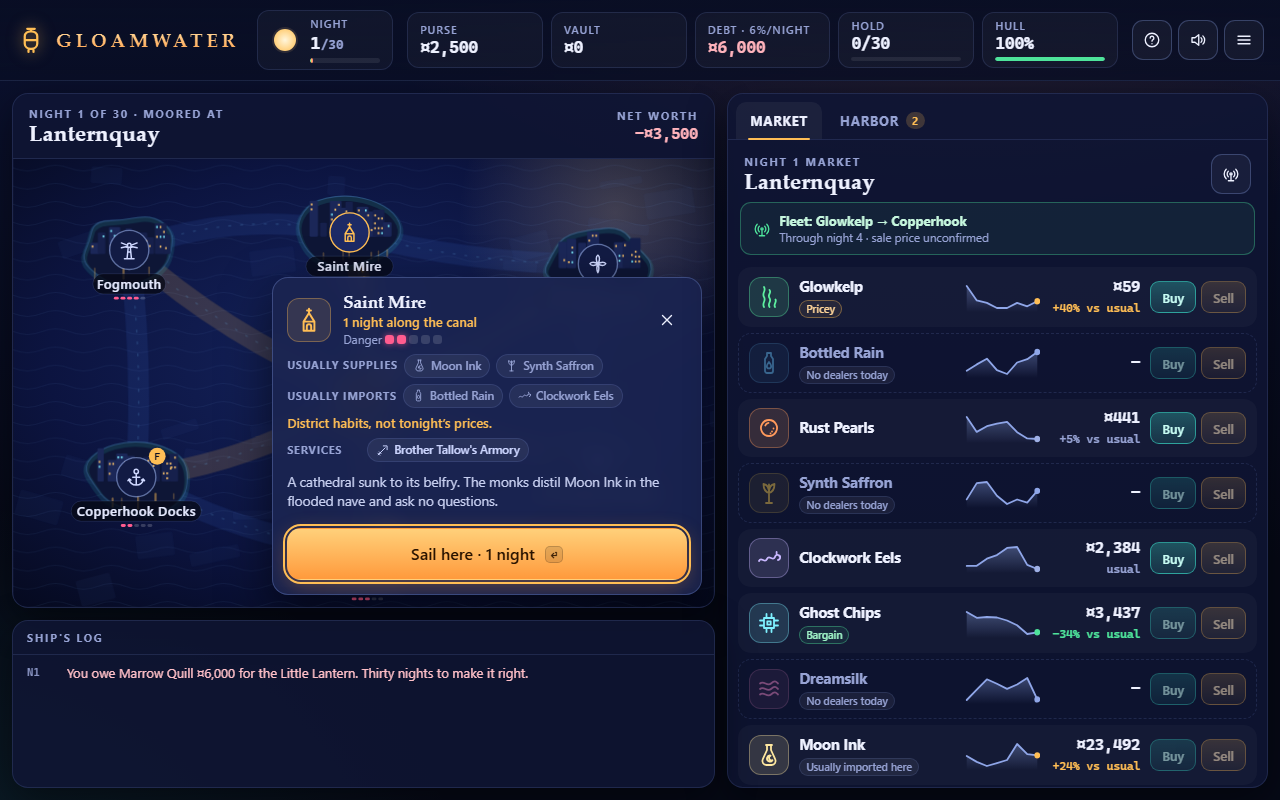 GLOAMWATER
NIGHT
1/30
PURSE
¤2,500
VAULT
¤0
DEBT · 6%/NIGHT
¤6,000
HOLD
0/30
HULL
100%
NIGHT 1 OF 30 · MOORED AT
Lanternquay
NET WORTH
−¤3,500
Saint Mire
Fogmouth
F
Copperhook Docks
Saint Mire
1 night along the canal
Danger
USUALLY SUPPLIES Moon Ink Synth Saffron
USUALLY IMPORTS Bottled Rain Clockwork Eels
District habits, not tonight's prices.
SERVICES Brother Tallow's Armory
A cathedral sunk to its belfry. The monks distil Moon Ink in the
flooded nave and ask no questions.
Sail here · 1 night ↵
SHIP'S LOG
N1 You owe Marrow Quill ¤6,000 for the Little Lantern. Thirty nights to make it right.
MARKET HARBOR 2
NIGHT 1 MARKET
Lanternquay
Fleet: Glowkelp → Copperhook
Through night 4 · sale price unconfirmed
Glowkelp
Pricey
¤59
+40% vs usual
Buy Sell
Bottled Rain
No dealers today
—
Buy Sell
Rust Pearls
¤441
+5% vs usual
Buy Sell
Synth Saffron
No dealers today
—
Buy Sell
Clockwork Eels
¤2,384
usual
Buy Sell
Ghost Chips
Bargain
¤3,437
−34% vs usual
Buy Sell
Dreamsilk
No dealers today
—
Buy Sell
Moon Ink
Usually imported here
¤23,492
+24% vs usual
Buy Sell